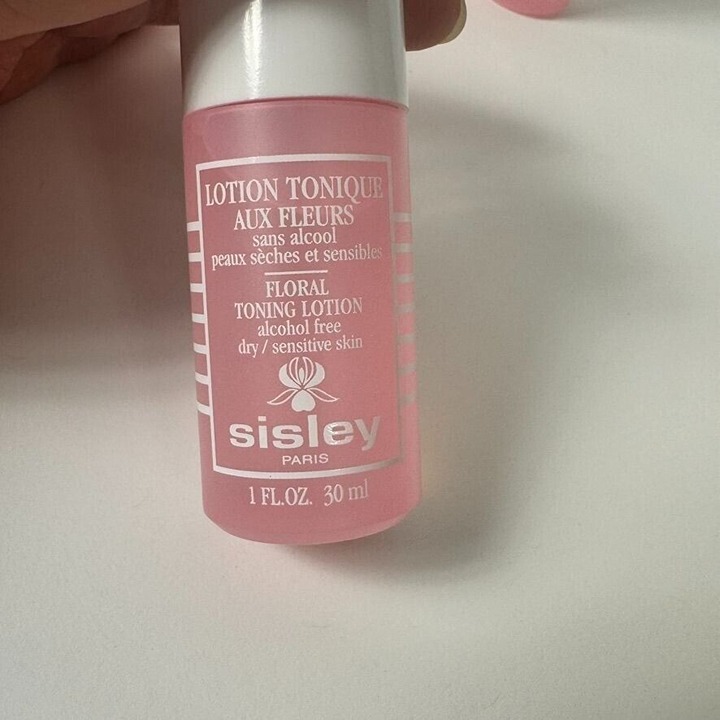 LOTION TONIQUE
AUX FLEURS
sans alcool
peaux sèches et sensibles
FLORAL
TONING LOTION
alcohol free
dry / sensitive skin
sisley
PARIS
1 FL.OZ. 30 ml